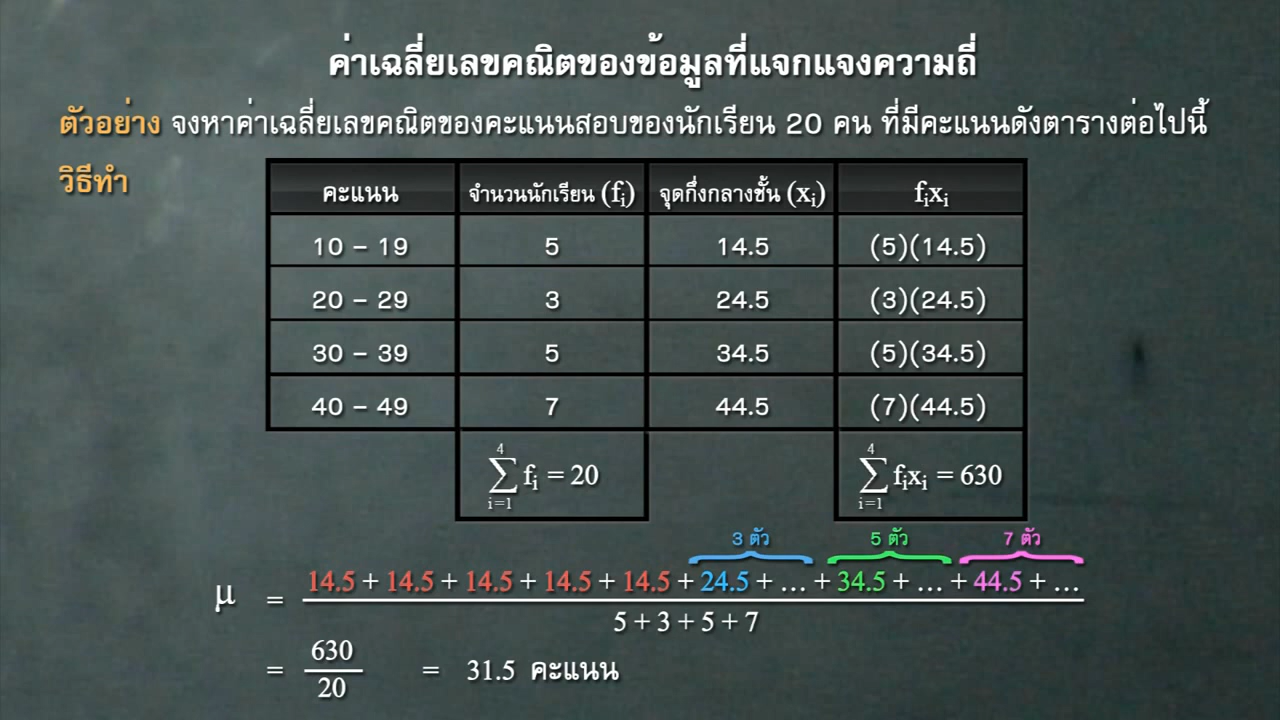 ค่าเฉลี่ยเลขคณิตของข้อมูลที่แจกแจงความถี่
ตัวอย่าง จงหาค่าเฉลี่ยเลขคณิตของคะแนนสอบของนักเรียน 20 คน ที่มีคะแนนดังตารางต่อไปนี้
วิธีทำ
คะแนน จำนวนนักเรียน (fᵢ) จุดกึ่งกลางชั้น (xᵢ) fᵢxᵢ
10 – 19 5 14.5 (5)(14.5)
20 – 29 3 24.5 (3)(24.5)
30 – 39 5 34.5 (5)(34.5)
40 – 49 7 44.5 (7)(44.5)
4 4
∑ fᵢ = 20 ∑ fᵢxᵢ = 630
i=1 i=1
3 ตัว 5 ตัว 7 ตัว
14.5 + 14.5 + 14.5 + 14.5 + 14.5 + 24.5 + ... + 34.5 + ... + 44.5 + ...
μ =
5 + 3 + 5 + 7
630
= = 31.5 คะแนน
20